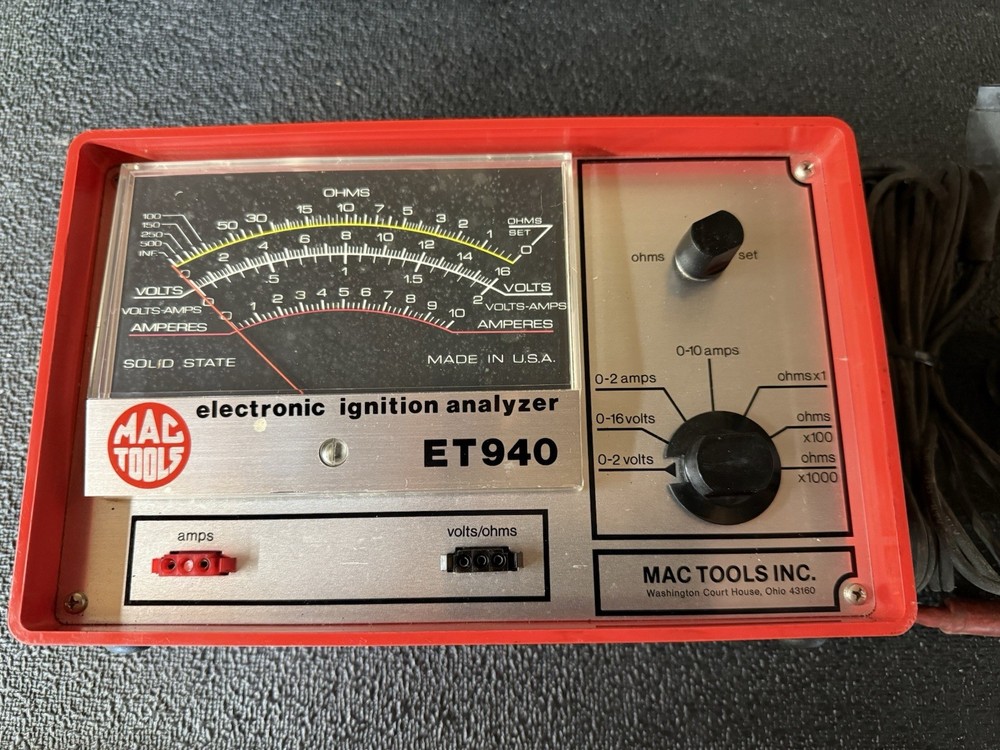 OHMS
100
150
250
500
INF.
50 30 15 10 7 5 3 2 1 0
OHMS
SET
0 2 4 6 8 10 12 14 16
VOLTS
VOLTS
0 .5 1 1.5 2
VOLTS-AMPS
VOLTS-AMPS
0 1 2 3 4 5 6 7 8 9 10
AMPERES
AMPERES
SOLID STATE
MADE IN U.S.A.
MAC
TOOLS
electronic ignition analyzer
ET940
amps
volts/ohms
ohms
set
0-10 amps
0-2 amps
ohmsx1
0-16 volts
ohms
x100
0-2 volts
ohms
x1000
MAC TOOLS INC.
Washington Court House, Ohio 43160